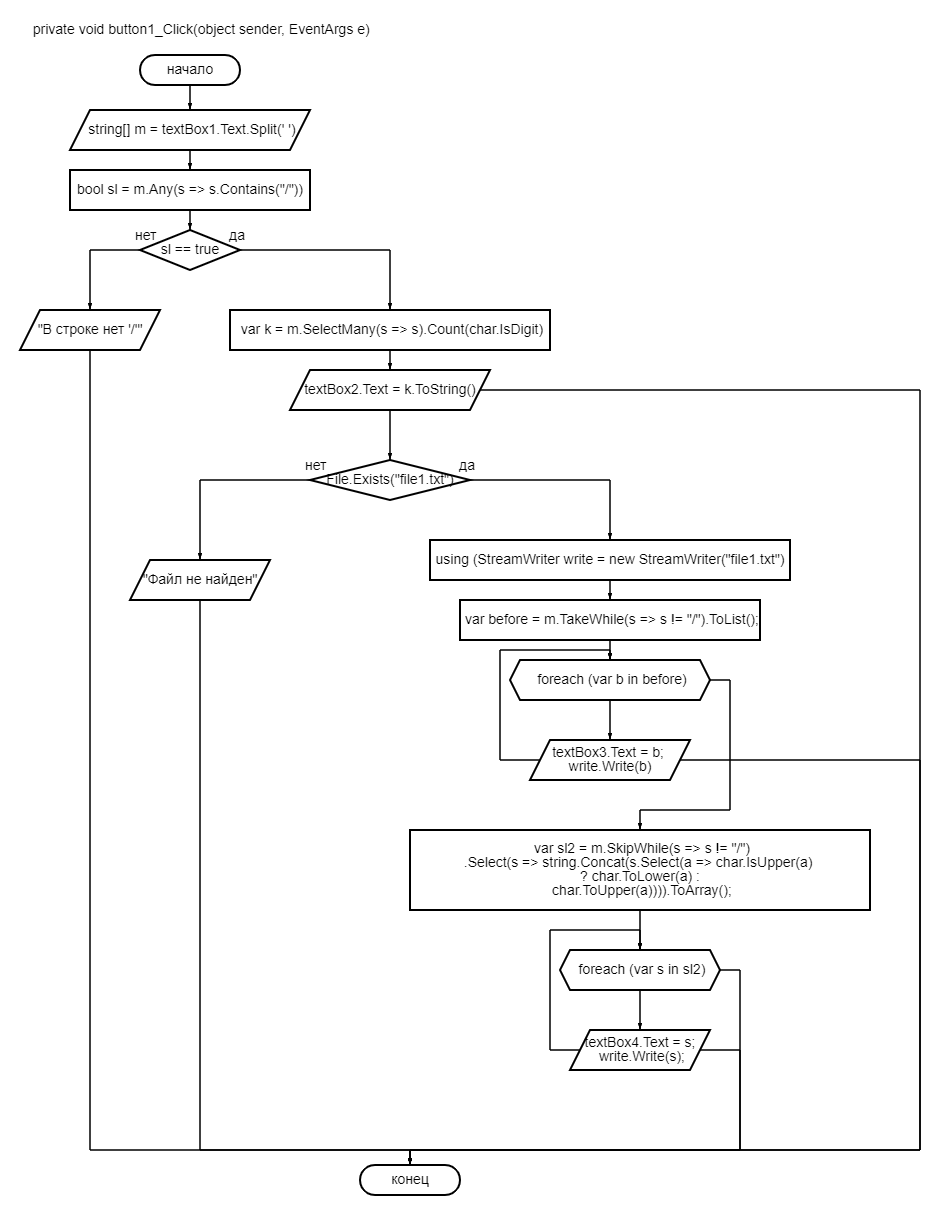 private void button1_Click(object sender, EventArgs e)
начало
string[] m = textBox1.Text.Split(' ')
bool sl = m.Any(s => s.Contains("/"))
нет
да
sl == true
"В строке нет '/'"
var k = m.SelectMany(s => s).Count(char.IsDigit)
textBox2.Text = k.ToString()
нет
да
File.Exists("file1.txt")
using (StreamWriter write = new StreamWriter("file1.txt")
"Файл не найден"
var before = m.TakeWhile(s => s != "/").ToList();
foreach (var b in before)
textBox3.Text = b;
write.Write(b)
var sl2 = m.SkipWhile(s => s != "/")
.Select(s => string.Concat(s.Select(a => char.IsUpper(a)
? char.ToLower(a) :
char.ToUpper(a)))).ToArray();
foreach (var s in sl2)
textBox4.Text = s;
write.Write(s);
конец